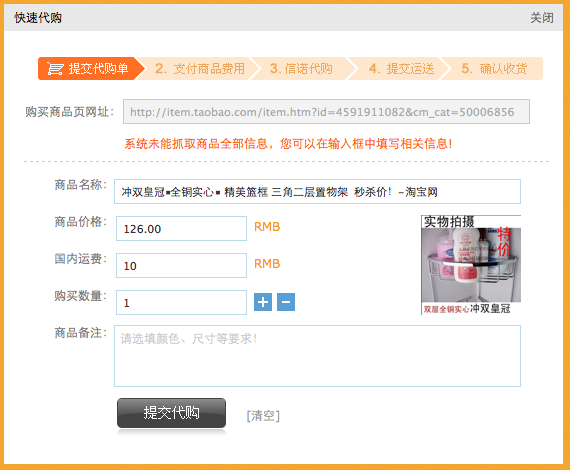 快速代购 关闭
提交代购单 2. 支付商品费用 3. 信诺代购 4. 提交运送 5. 确认收货
购买商品页网址: http://item.taobao.com/item.htm?id=4591911082&cm_cat=50006856
系统未能抓取商品全部信息，您可以在输入框中填写相关信息!
商品名称: 冲双皇冠▪全铜实心▪ 精美篮框 三角二层置物架 秒杀价! -淘宝网
商品价格: 126.00 RMB
实物拍摄
特价
国内运费: 10 RMB
购买数量: 1 + -
双层全铜实心冲双皇冠
商品备注: 请选填颜色、尺寸等要求!
提交代购 [清空]